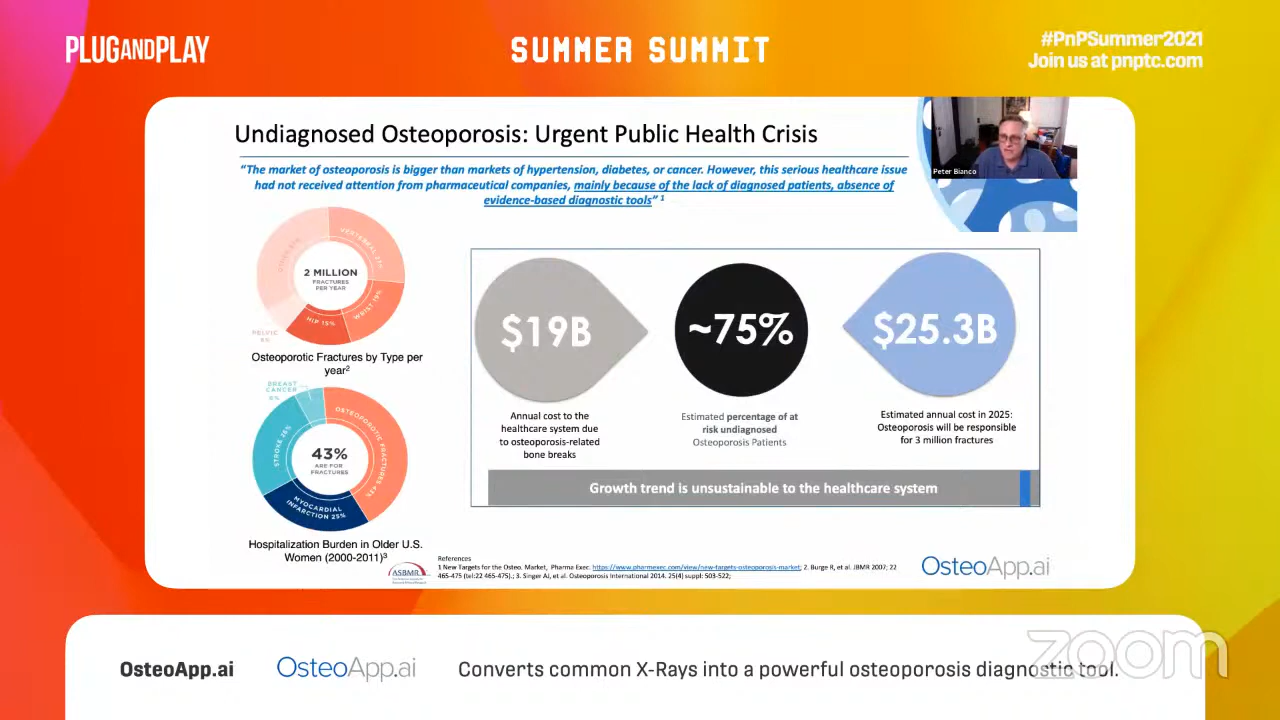 PLUGANDPLAY
SUMMER SUMMIT
#PnPSummer2021
Join us at pnptc.com
Undiagnosed Osteoporosis: Urgent Public Health Crisis
“The market of osteoporosis is bigger than markets of hypertension, diabetes, or cancer. However, this serious healthcare issue
had not received attention from pharmaceutical companies, mainly because of the lack of diagnosed patients, absence of
evidence-based diagnostic tools” 1
Peter Bianco
VERTEBRAL 27%
WRIST 19%
HIP 15%
PELVIC
2 MILLION
FRACTURES
PER YEAR
Osteoporotic Fractures by Type per
year2
BREAST
CANCER
OSTEOPOROTIC FRACTURES 43%
MYOCARDIAL
INFARCTION 25%
STROKE 26%
43%
ARE FOR
FRACTURES
Hospitalization Burden in Older U.S.
Women (2000-2011)3
ASBMR
$19B
Annual cost to the
healthcare system due
to osteoporosis-related
bone breaks
~75%
Estimated percentage of at
risk undiagnosed
Osteoporosis Patients
$25.3B
Estimated annual cost in 2025:
Osteoporosis will be responsible
for 3 million fractures
Growth trend is unsustainable to the healthcare system
References
1 New Targets for the Osteo. Market, Pharma Exec. https://www.pharmexec.com/view/new-targets-osteoporosis-market; 2. Burge R, et al. JBMR 2007; 22
465-475 (tel:22 465-475).; 3. Singer AJ, et al. Osteoporosis International 2014. 25(4) suppl: 503-522;
OsteoApp.ai
OsteoApp.ai
OsteoApp.ai
Converts common X-Rays into a powerful osteoporosis diagnostic tool.
zoom